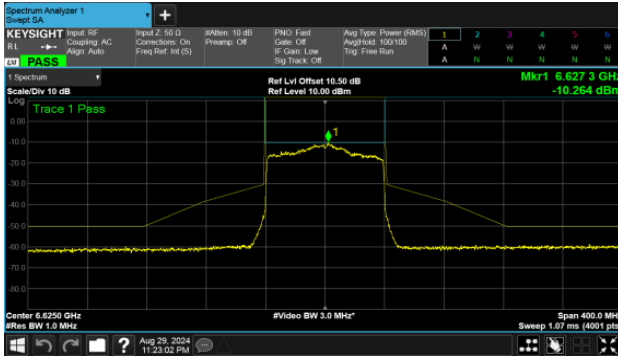 Spectrum Analyzer 1
Swept SA
KEYSIGHT Input: RF Input Z: 50 Ω #Atten: 10 dB PNO: Fast Avg Type: Power (RMS) 1 2 3 4 5 6
RL Coupling: AC Corrections: On Preamp: Off Gate: Off Avg|Hold: 100/100 A W W W W W
Align: Auto Freq Ref: Int (S) IF Gain: Low Trig: Free Run
PASS Sig Track: Off A N N N N N
1 Spectrum Ref Lvl Offset 10.50 dB Mkr1 6.627 3 GHz
Scale/Div 10 dB Ref Level 10.00 dBm -10.264 dBm
Log Trace 1 Pass
0.00
-10.0
1
-20.0
-30.0
-40.0
-50.0
-60.0
-70.0
-80.0
Center 6.6250 GHz #Video BW 3.0 MHz* Span 400.0 MH
#Res BW 1.0 MHz Sweep 1.07 ms (4001 pts
? Aug 29, 2024
11:23:02 PM